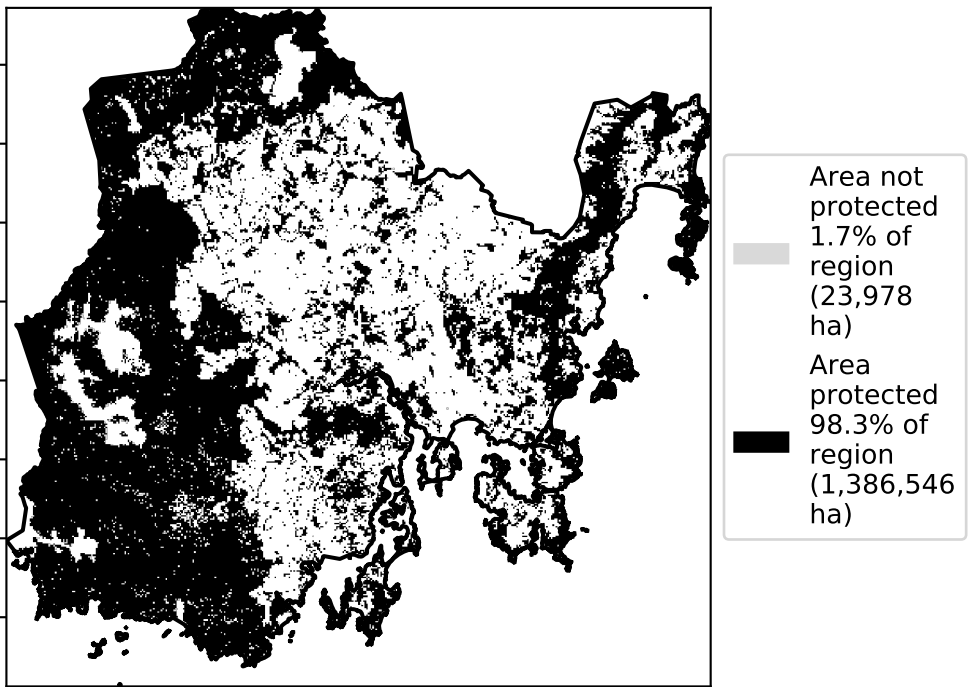 Area not
protected
1.7% of
region
(23,978
ha)
Area
protected
98.3% of
region
(1,386,546
ha)